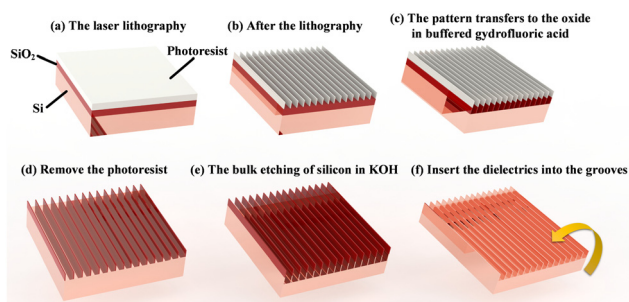 (a) The laser lithography
(b) After the lithography
(c) The pattern transfers to the oxide
in buffered gydrofluoric acid
SiO₂
Photoresist
Si
(d) Remove the photoresist
(e) The bulk etching of silicon in KOH
(f) Insert the dielectrics into the grooves